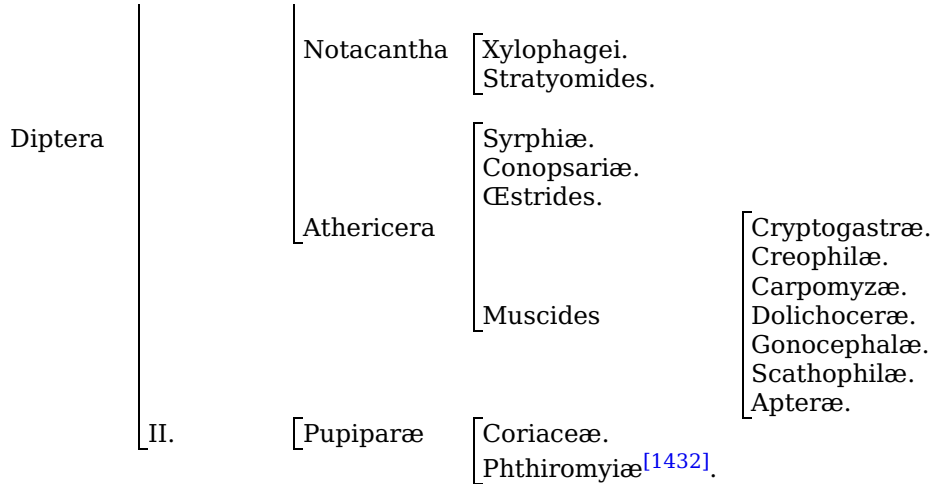 Notacantha Xylophagei.
Stratyomides.
Diptera Syrphiæ.
Conopsariæ.
Œstrides.
Athericera Cryptogastræ.
Creophilæ.
Carpomyzæ.
Muscides Dolichoceræ.
Gonocephalæ.
Scathophilæ.
Apteræ.
II. Pupiparæ Coriaceæ.
Phthiromyiæ[1432].